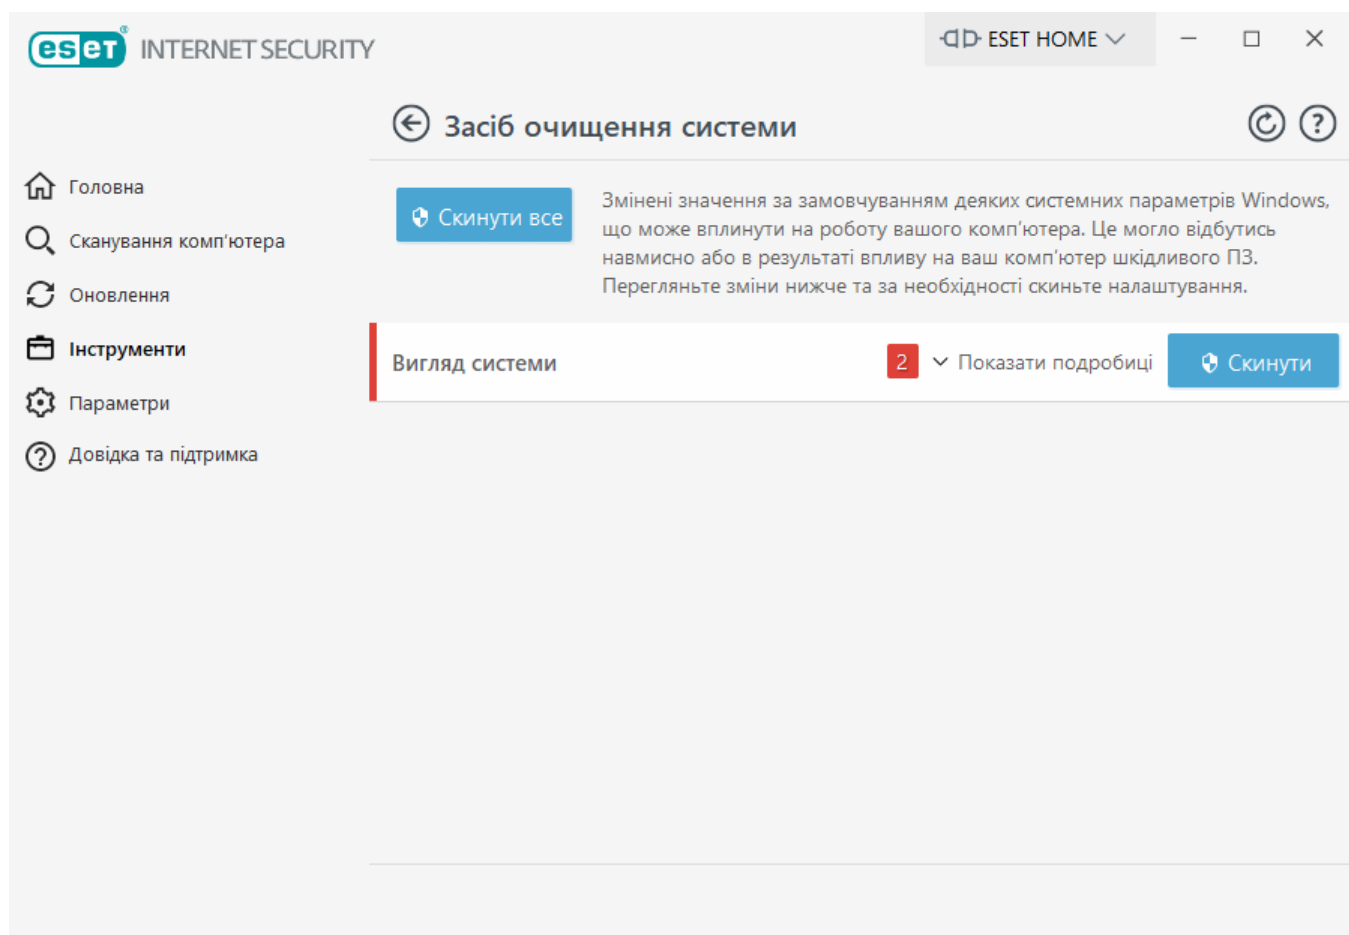 eset® INTERNET SECURITY
ESET HOME
Засіб очищення системи
Головна
Сканування комп'ютера
Оновлення
Інструменти
Параметри
Довідка та підтримка
Скинути все
Змінені значення за замовчуванням деяких системних параметрів Windows,
що може вплинути на роботу вашого комп'ютера. Це могло відбутись
навмисно або в результаті впливу на ваш комп'ютер шкідливого ПЗ.
Перегляньте зміни нижче та за необхідності скиньте налаштування.
Вигляд системи 2 Показати подробиці Скинути